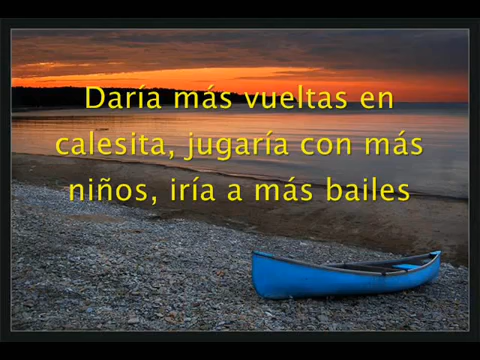 Daría más vueltas en
calesita, jugaría con más
niños, iría a más bailes